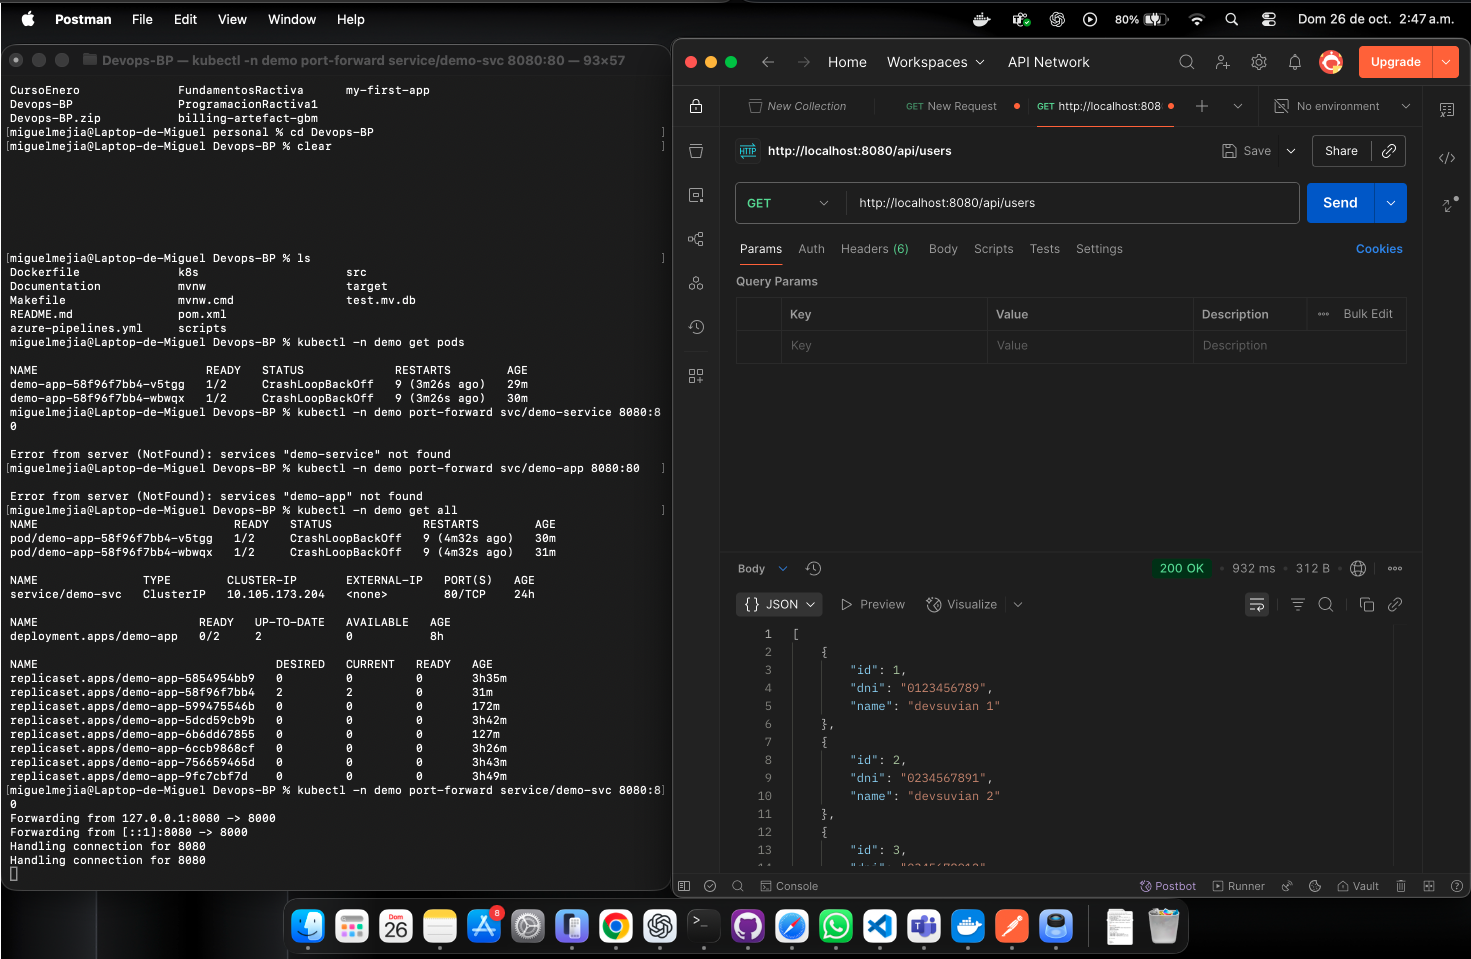 Postman File Edit View Window Help 80% Dom 26 de oct. 2:47 a.m.
Devops-BP — kubectl -n demo port-forward service/demo-svc 8080:80 — 93×57
CursoEnero FundamentosRactiva my-first-app
Devops-BP ProgramacionRactiva1
Devops-BP.zip billing-artefact-gbm
[miguelmejia@Laptop-de-Miguel personal % cd Devops-BP ]
[miguelmejia@Laptop-de-Miguel Devops-BP % clear ]
[miguelmejia@Laptop-de-Miguel Devops-BP % ls ]
Dockerfile k8s src
Documentation mvnw target
Makefile mvnw.cmd test.mv.db
README.md pom.xml
azure-pipelines.yml scripts
miguelmejia@Laptop-de-Miguel Devops-BP % kubectl -n demo get pods
NAME READY STATUS RESTARTS AGE
demo-app-58f96f7bb4-v5tgg 1/2 CrashLoopBackOff 9 (3m26s ago) 29m
demo-app-58f96f7bb4-wbwqx 1/2 CrashLoopBackOff 9 (3m26s ago) 30m
miguelmejia@Laptop-de-Miguel Devops-BP % kubectl -n demo port-forward svc/demo-service 8080:8
0
Error from server (NotFound): services "demo-service" not found
[miguelmejia@Laptop-de-Miguel Devops-BP % kubectl -n demo port-forward svc/demo-app 8080:80 ]
Error from server (NotFound): services "demo-app" not found
[miguelmejia@Laptop-de-Miguel Devops-BP % kubectl -n demo get all ]
NAME READY STATUS RESTARTS AGE
pod/demo-app-58f96f7bb4-v5tgg 1/2 CrashLoopBackOff 9 (4m32s ago) 30m
pod/demo-app-58f96f7bb4-wbwqx 1/2 CrashLoopBackOff 9 (4m32s ago) 31m
NAME TYPE CLUSTER-IP EXTERNAL-IP PORT(S) AGE
service/demo-svc ClusterIP 10.105.173.204 <none> 80/TCP 24h
NAME READY UP-TO-DATE AVAILABLE AGE
deployment.apps/demo-app 0/2 2 0 8h
NAME DESIRED CURRENT READY AGE
replicaset.apps/demo-app-5854954bb9 0 0 0 3h35m
replicaset.apps/demo-app-58f96f7bb4 2 2 0 31m
replicaset.apps/demo-app-599475546b 0 0 0 172m
replicaset.apps/demo-app-5dcd59cb9b 0 0 0 3h42m
replicaset.apps/demo-app-6b6dd67855 0 0 0 127m
replicaset.apps/demo-app-6ccb9868cf 0 0 0 3h26m
replicaset.apps/demo-app-756659465d 0 0 0 3h43m
replicaset.apps/demo-app-9fc7cbf7d 0 0 0 3h49m
[miguelmejia@Laptop-de-Miguel Devops-BP % kubectl -n demo port-forward service/demo-svc 8080:8]
0
Forwarding from 127.0.0.1:8080 -> 8000
Forwarding from [::1]:8080 -> 8000
Handling connection for 8080
Handling connection for 8080
Home Workspaces API Network Upgrade
New Collection GET New Request GET http://localhost:808 No environment
HTTP http://localhost:8080/api/users Save Share
GET http://localhost:8080/api/users Send
Params Auth Headers (6) Body Scripts Tests Settings Cookies
Query Params
Key Value Description Bulk Edit
Key Value Description
Body 200 OK 932 ms 312 B
{} JSON Preview Visualize
1 [
2 {
3 "id": 1,
4 "dni": "0123456789",
5 "name": "devsuvian 1"
6 },
7 {
8 "id": 2,
9 "dni": "0234567891",
10 "name": "devsuvian 2"
11 },
12 {
13 "id": 3,
Console Postbot Runner Vault
Dom
26
8